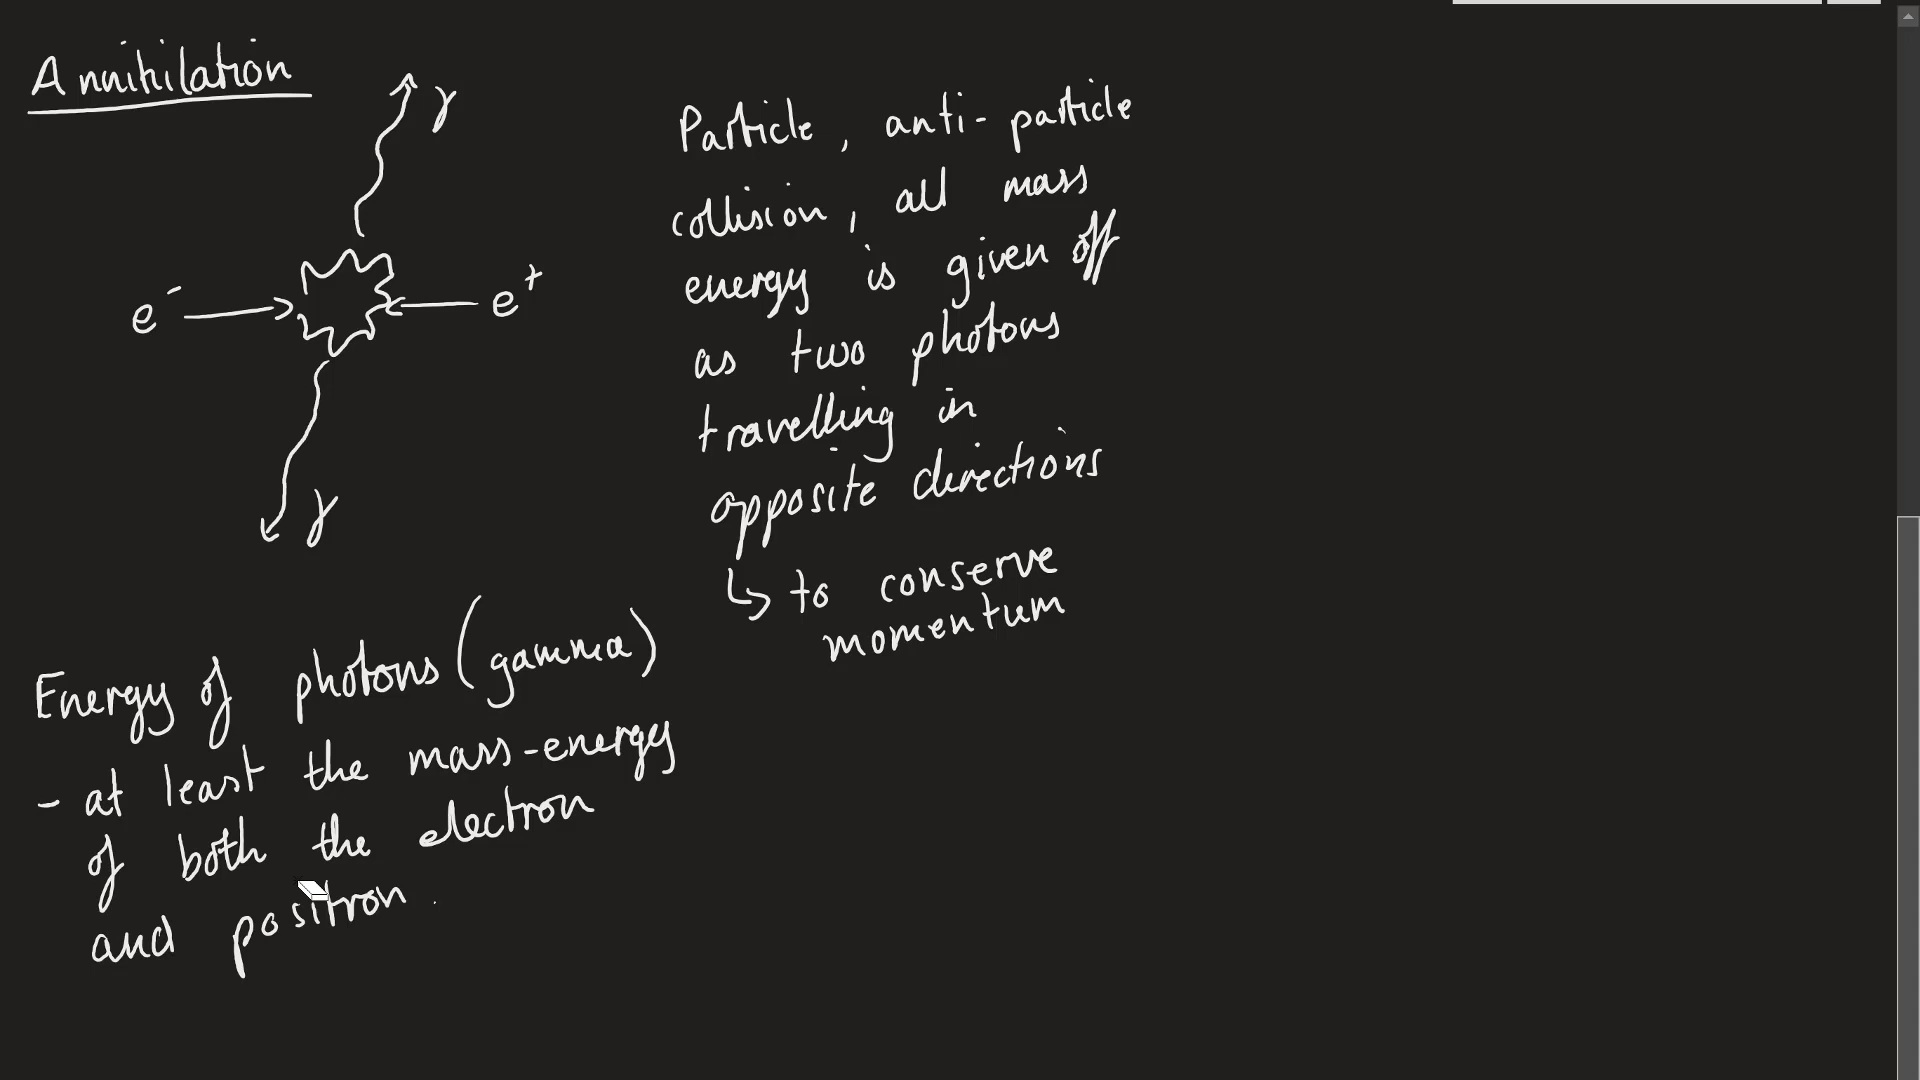 Annihilation
γ
e⁻
e⁺
γ
Particle, anti-particle
collision, all mass
energy is given off
as two photons
travelling in
opposite directions
↳ to conserve
momentum
Energy of photons (gamma)
- at least the mass-energy
of both the electron
and positron.